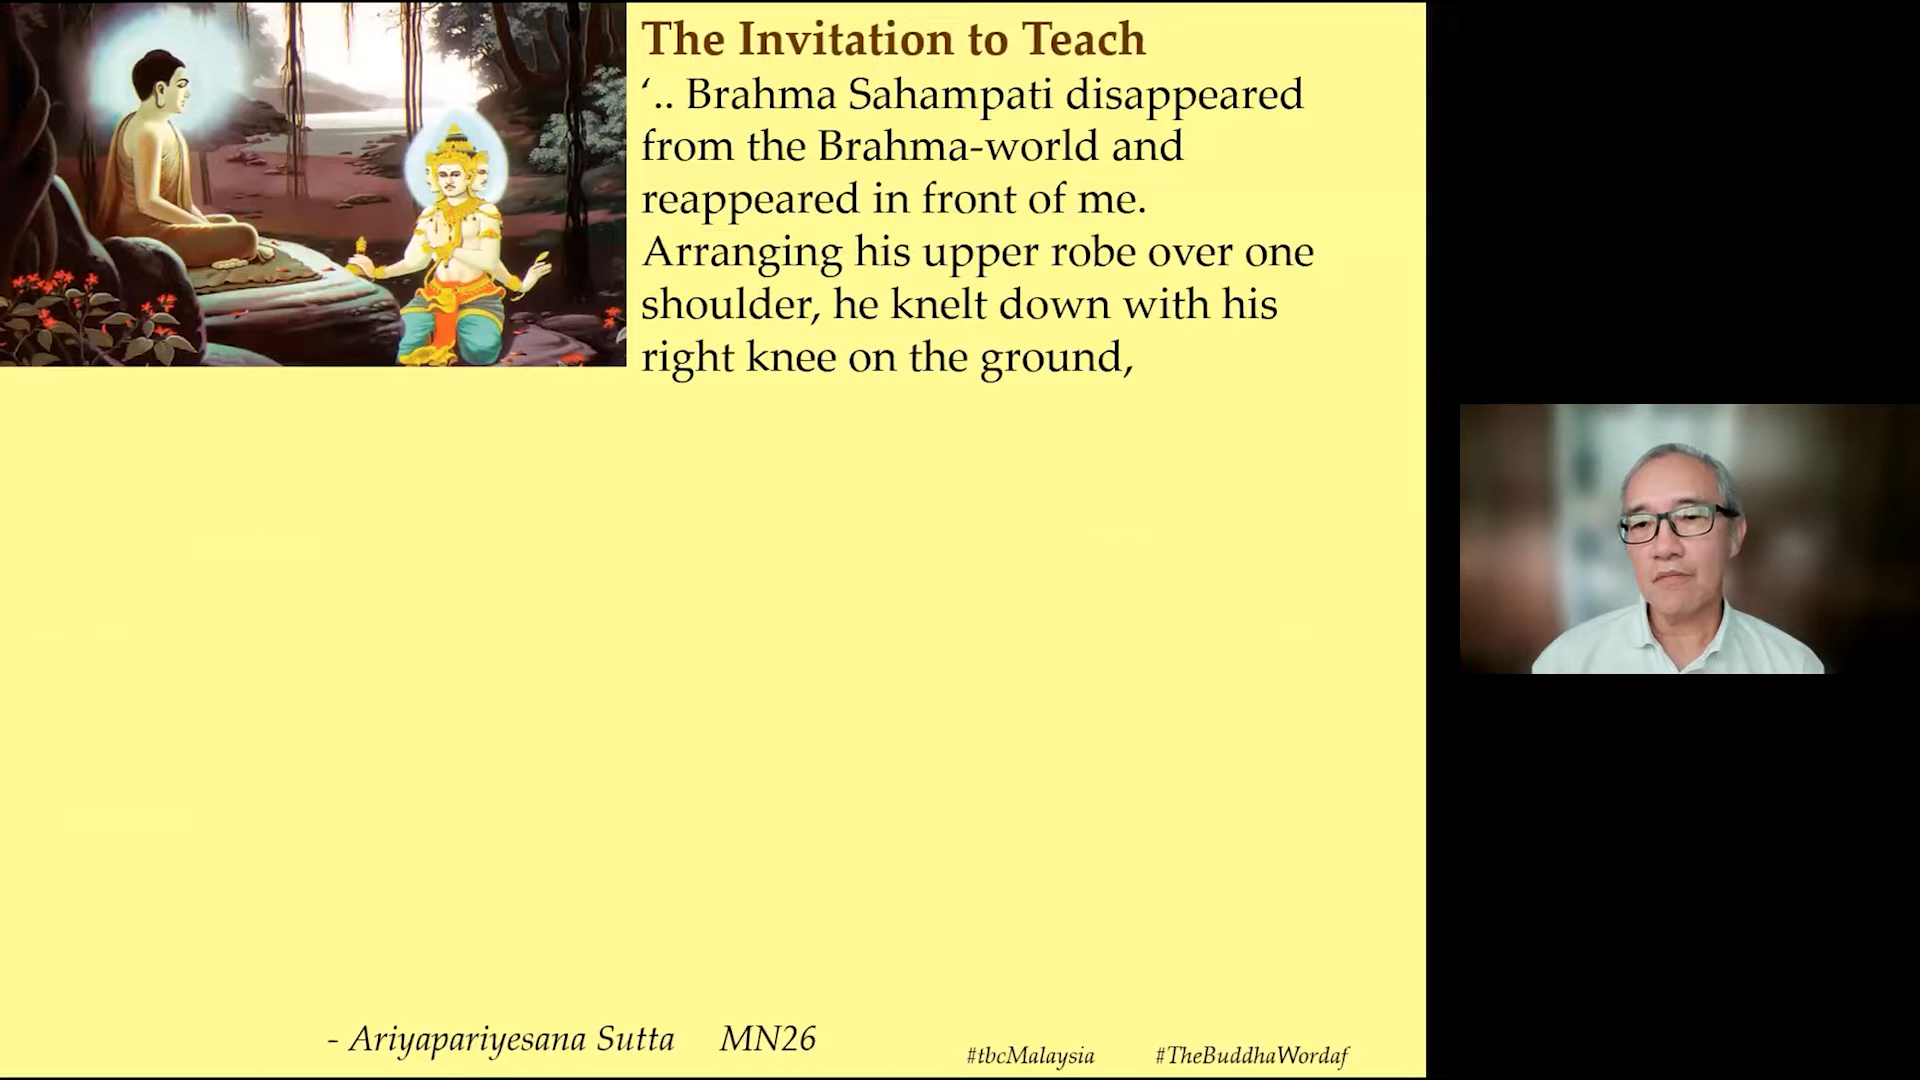 The Invitation to Teach
‘.. Brahma Sahampati disappeared
from the Brahma-world and
reappeared in front of me.
Arranging his upper robe over one
shoulder, he knelt down with his
right knee on the ground,
- Ariyapariyesana Sutta MN26
#tbcMalaysia #TheBuddhaWordaf